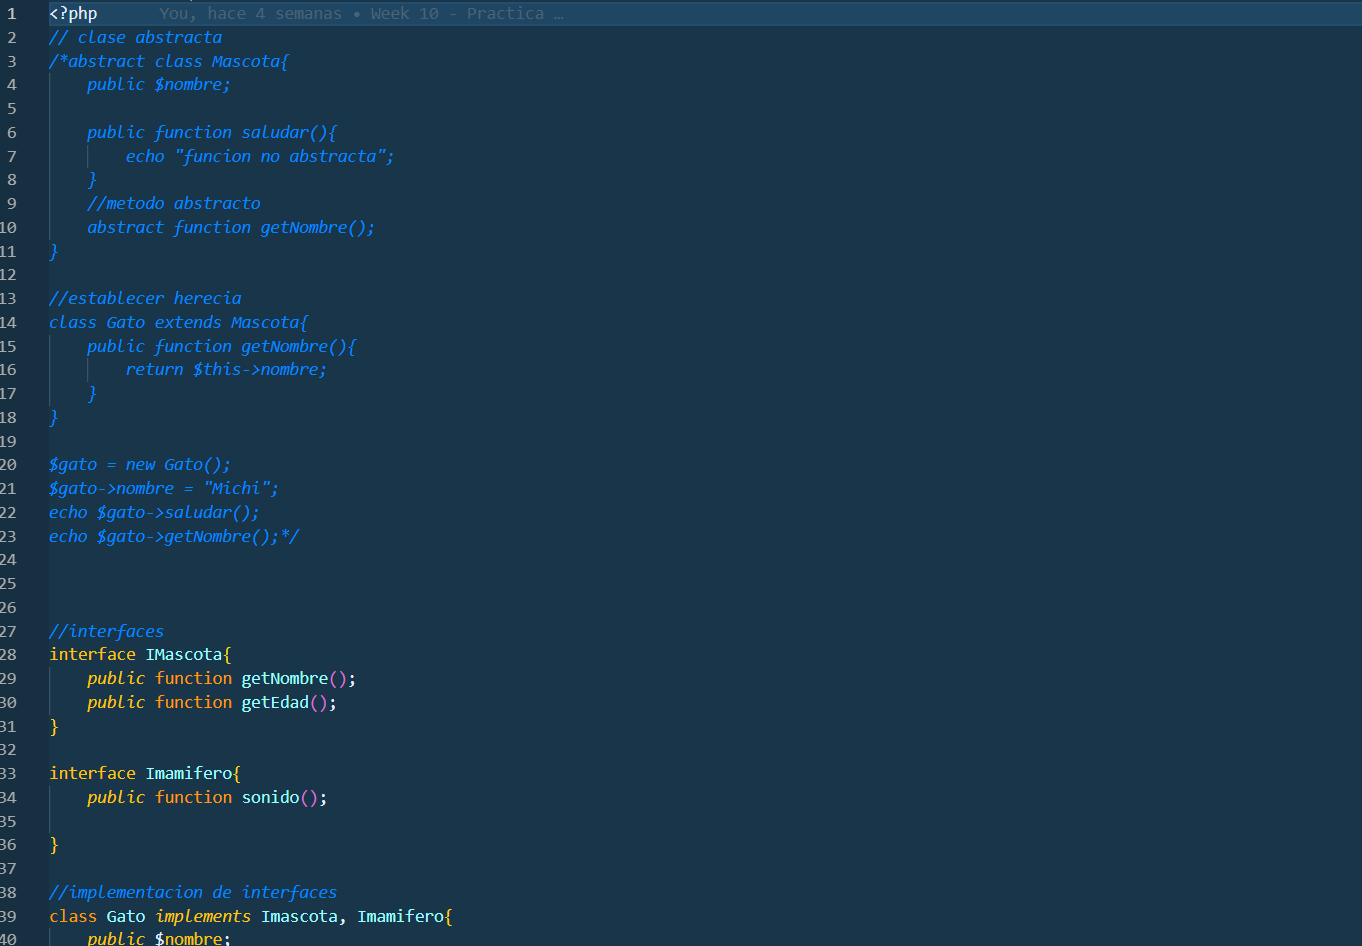 1 <?php You, hace 4 semanas • Week 10 - Practica …
2 // clase abstracta
3 /*abstract class Mascota{
4 public $nombre;
5
6 public function saludar(){
7 echo "funcion no abstracta";
8 }
9 //metodo abstracto
10 abstract function getNombre();
11 }
12
13 //establecer herecia
14 class Gato extends Mascota{
15 public function getNombre(){
16 return $this->nombre;
17 }
18 }
19
20 $gato = new Gato();
21 $gato->nombre = "Michi";
22 echo $gato->saludar();
23 echo $gato->getNombre();*/
24
25
26
27 //interfaces
28 interface IMascota{
29 public function getNombre();
30 public function getEdad();
31 }
32
33 interface Imamifero{
34 public function sonido();
35
36 }
37
38 //implementacion de interfaces
39 class Gato implements Imascota, Imamifero{
40 public $nombre;